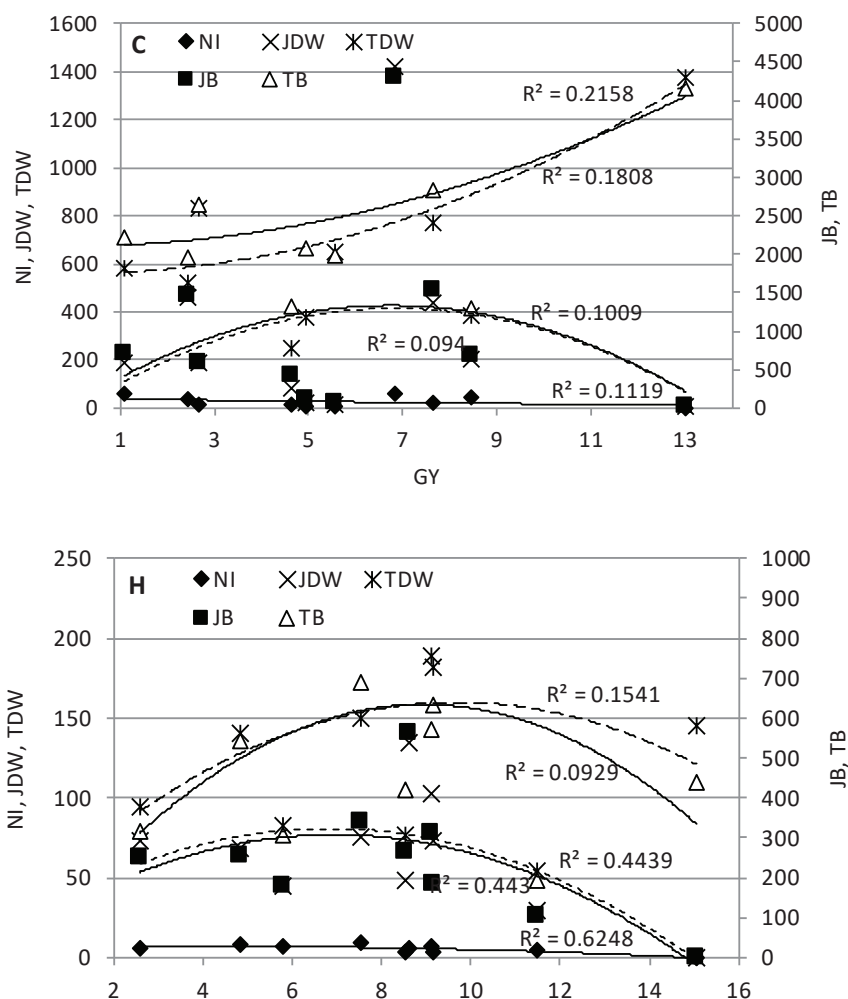 C
NI JDW TDW
JB TB
NI, JDW, TDW
1600
1400
1200
1000
800
600
400
200
0
5000
4500
4000
3500
3000
2500
2000
1500
1000
500
0
JB, TB
R² = 0.2158
R² = 0.1808
R² = 0.1009
R² = 0.094
R² = 0.1119
1 3 5 7 9 11 13
GY
H
NI JDW TDW
JB TB
NI, JDW, TDW
250
200
150
100
50
0
1000
900
800
700
600
500
400
300
200
100
0
JB, TB
R² = 0.1541
R² = 0.0929
R² = 0.4439
R² = 0.443
R² = 0.6248
2 4 6 8 10 12 14 16